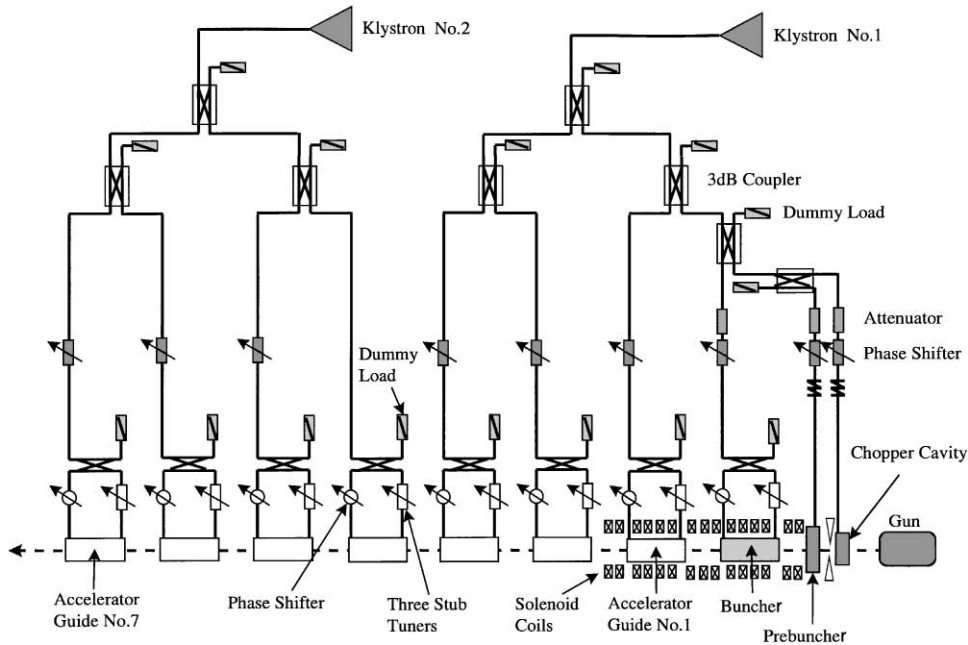 Klystron No.2
Klystron No.1
3dB Coupler
Dummy Load
Attenuator
Phase Shifter
Dummy
Load
Chopper Cavity
Gun
Accelerator
Guide No.7
Phase Shifter
Three Stub
Tuners
Solenoid
Coils
Accelerator
Guide No.1
Buncher
Prebuncher